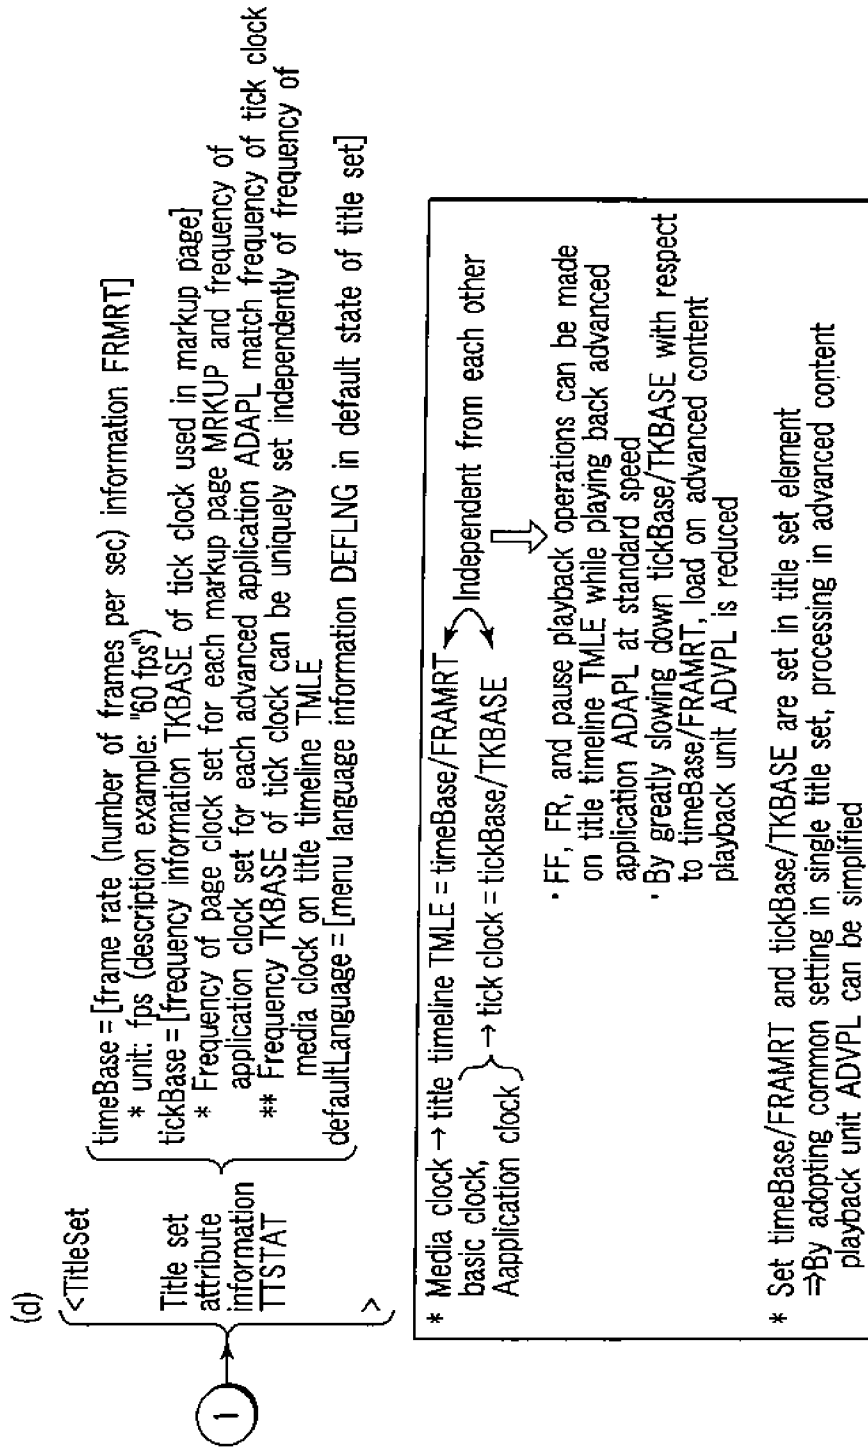 (d)
<TitleSet
Title set
attribute
information
TTSTAT
>
1
timeBase = [frame rate (number of frames per sec) information FRMRT]
* unit: fps (description example: "60 fps")
tickBase = [frequency information TKBASE of tick clock used in markup page]
* Frequency of page clock set for each markup page MRKUP and frequency of
application clock set for each advanced application ADAPL match frequency of tick clock
** Frequency TKBASE of tick clock can be uniquely set independently of frequency of
media clock on title timeline TMLE
defaultLanguage = [menu language information DEFLNG in default state of title set]
* Media clock → title timeline TMLE = timeBase/FRAMRT
basic clock,
Aapplication clock
→ tick clock = tickBase/TKBASE
Independent from each other
· FF, FR, and pause playback operations can be made
on title timeline TMLE while playing back advanced
application ADAPL at standard speed
· By greatly slowing down tickBase/TKBASE with respect
to timeBase/FRAMRT, load on advanced content
playback unit ADVPL is reduced
* Set timeBase/FRAMRT and tickBase/TKBASE are set in title set element
⇒By adopting common setting in single title set, processing in advanced content
playback unit ADVPL can be simplified